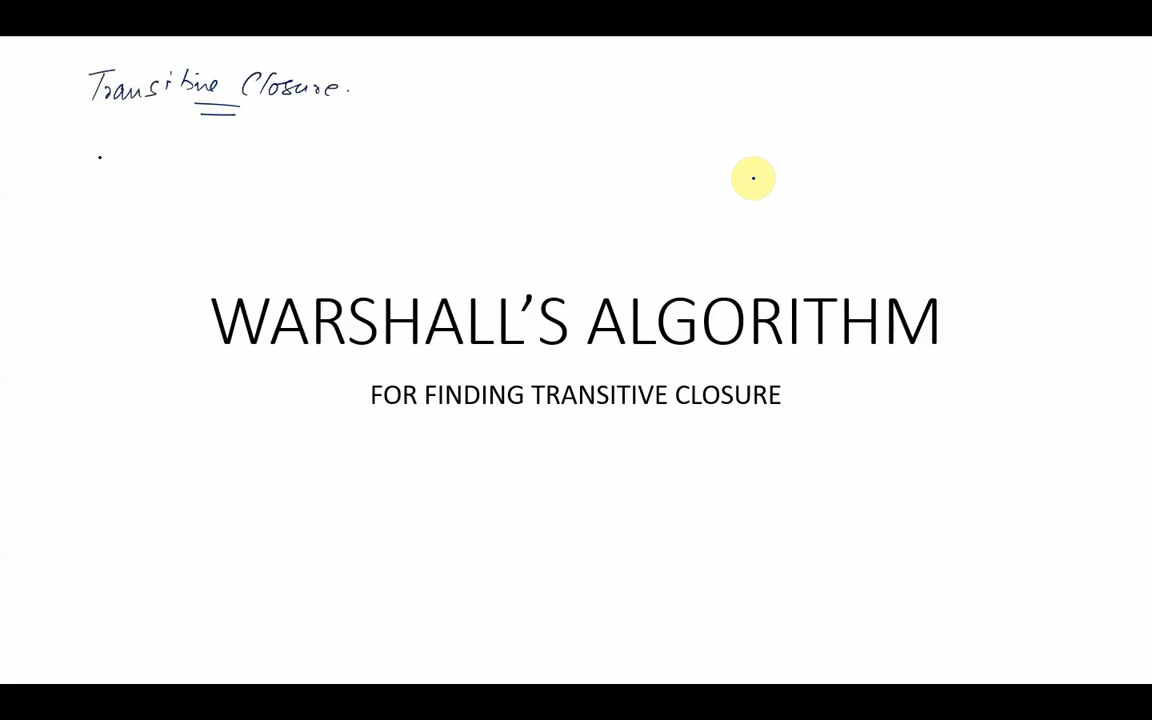 Transitive Closure.
WARSHALL’S ALGORITHM
FOR FINDING TRANSITIVE CLOSURE